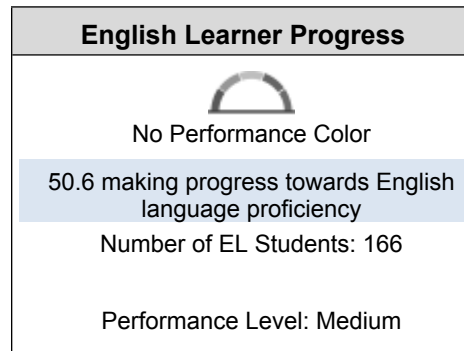 English Learner Progress
No Performance Color
50.6 making progress towards English
language proficiency
Number of EL Students: 166
Performance Level: Medium